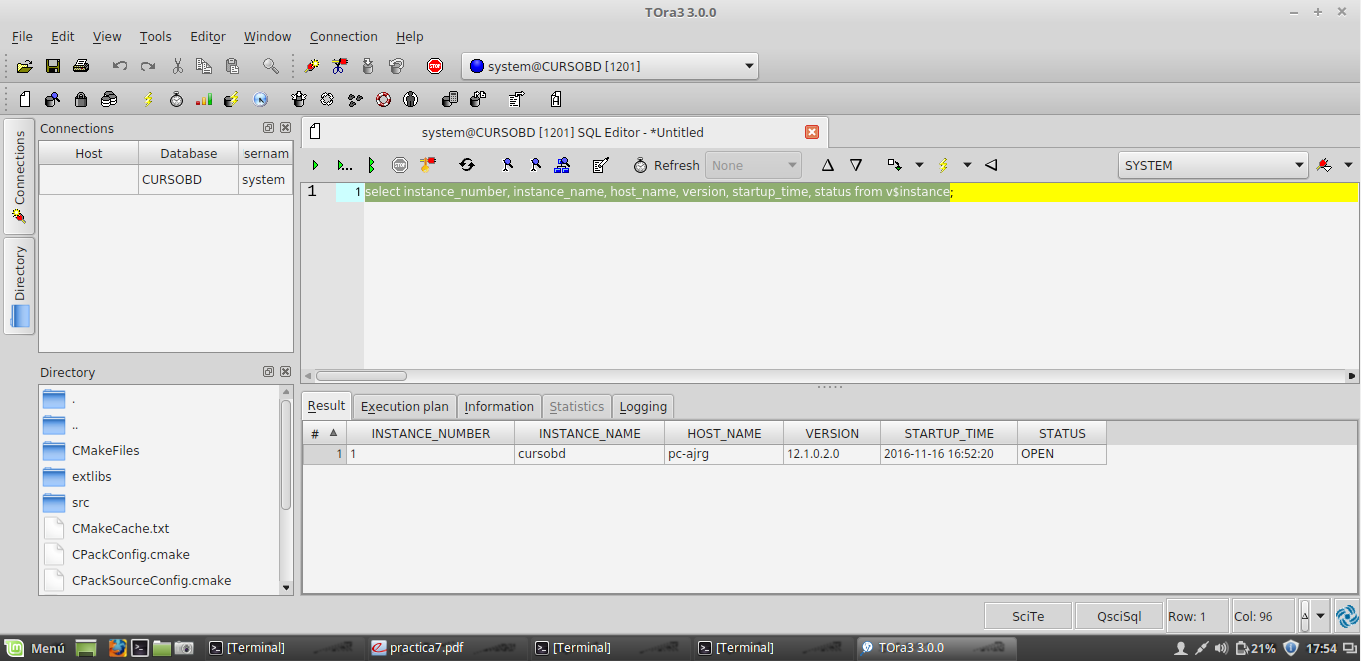 TOra3 3.0.0
File Edit View Tools Editor Window Connection Help
STOP system@CURSOBD [1201]
Connections
Host Database sernam
CURSOBD system
Connections
Directory
Directory
.
..
CMakeFiles
extlibs
src
CMakeCache.txt
CPackConfig.cmake
CPackSourceConfig.cmake
system@CURSOBD [1201] SQL Editor - *Untitled
Refresh None SYSTEM
1 1 select instance_number, instance_name, host_name, version, startup_time, status from v$instance;
Result Execution plan Information Statistics Logging
# INSTANCE_NUMBER INSTANCE_NAME HOST_NAME VERSION STARTUP_TIME STATUS
1 1 cursobd pc-ajrg 12.1.0.2.0 2016-11-16 16:52:20 OPEN
SciTe QsciSql Row: 1 Col: 96
Menú [Terminal] practica7.pdf [Terminal] [Terminal] TOra3 3.0.0 21% 17:54